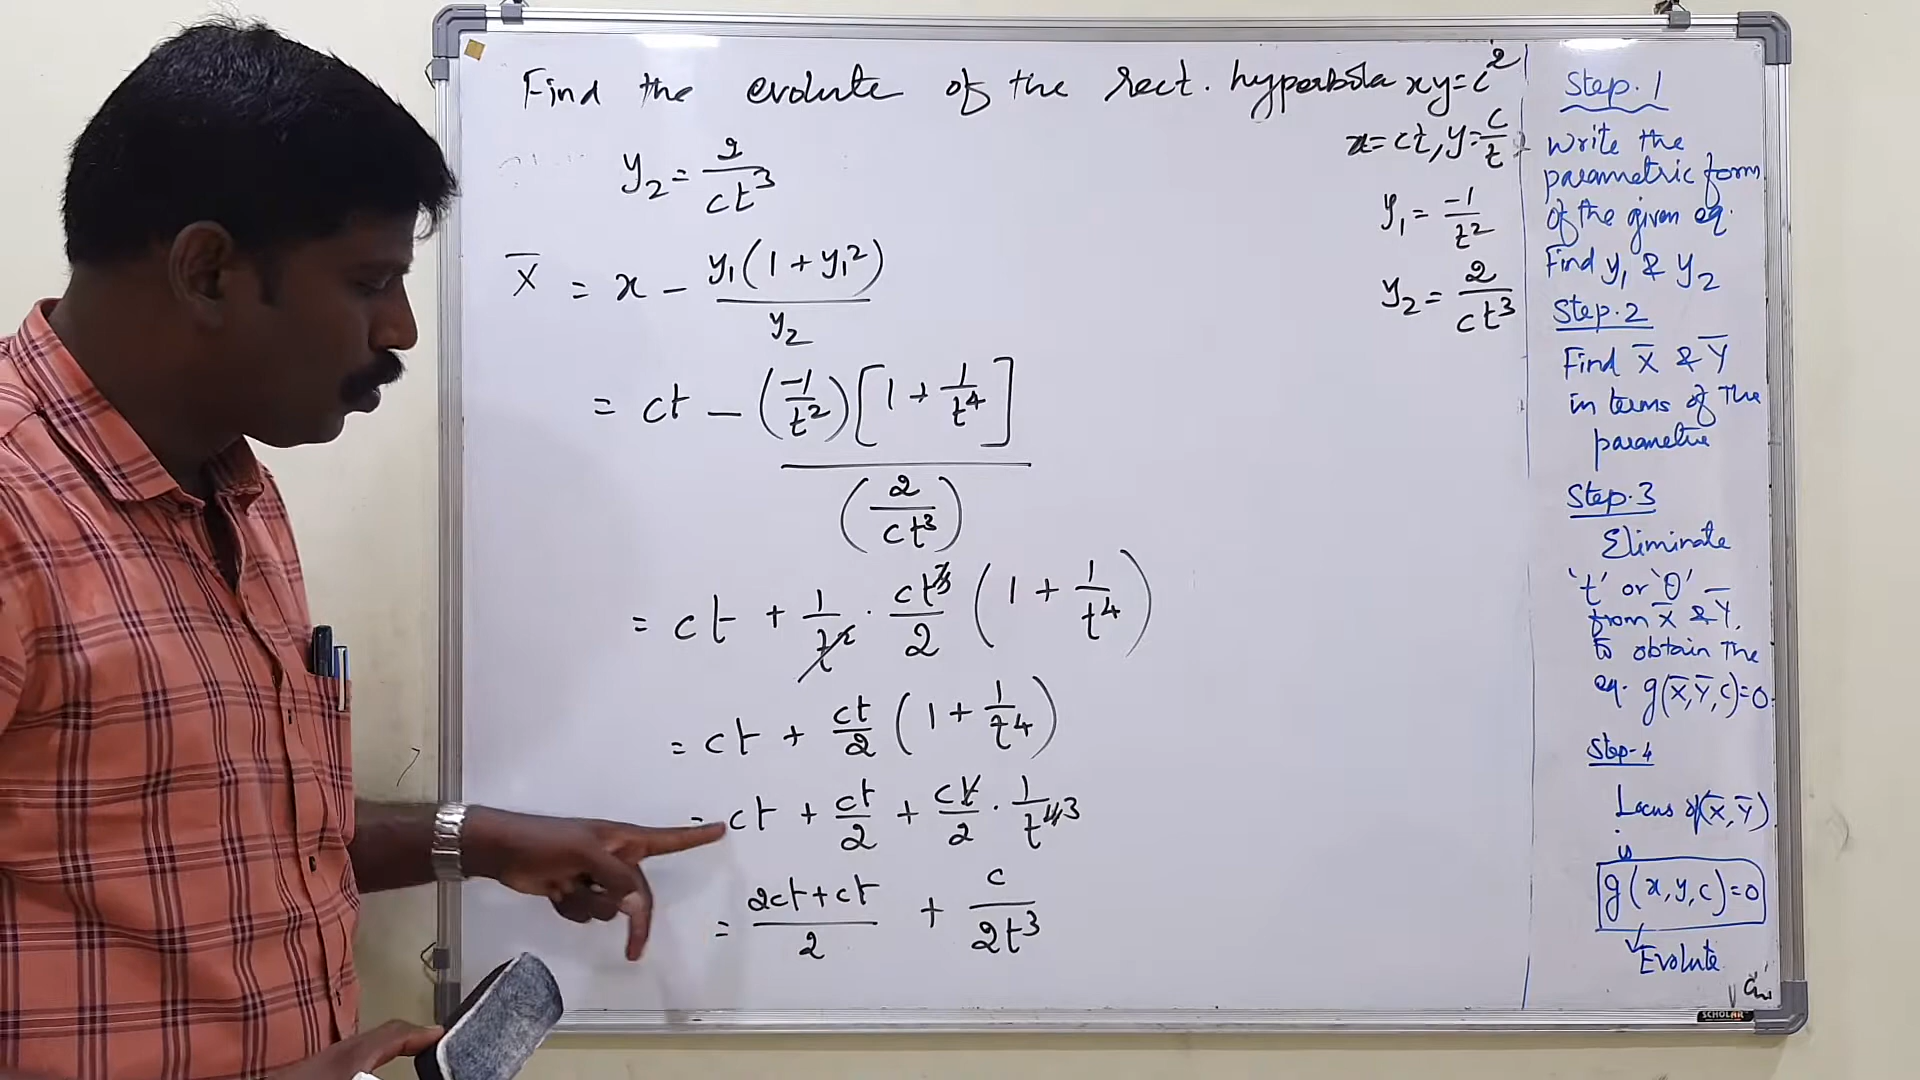 Find the evolute of the rect. hyperbola xy=c²
x=ct, y=c/t
y₂ = 2/ct³
y₁ = -1/t²
y₂ = 2/ct³
X̄ = x - y₁(1+y₁²)/y₂
= ct - (-1/t²)[1+1/t⁴]/(2/ct³)
= ct + 1/t² · ct³/2 (1+1/t⁴)
= ct + ct/2 (1+1/t⁴)
= ct + ct/2 + ct/2 · 1/t⁴ 3
= 2ct+ct/2 + c/2t³
Step.1
Write the
parametric form
of the given eq.
Find y₁ & y₂
Step.2
Find X̄ & Ȳ
in terms of the
parameter
Step.3
Eliminate
't' or 'θ'
from X̄ & Ȳ,
to obtain the
eq. g(X̄,Ȳ,c)=0
Step-4
Locus of (X̄,Ȳ)
is
g(x,y,c)=0
Evolute
SCHOLAR